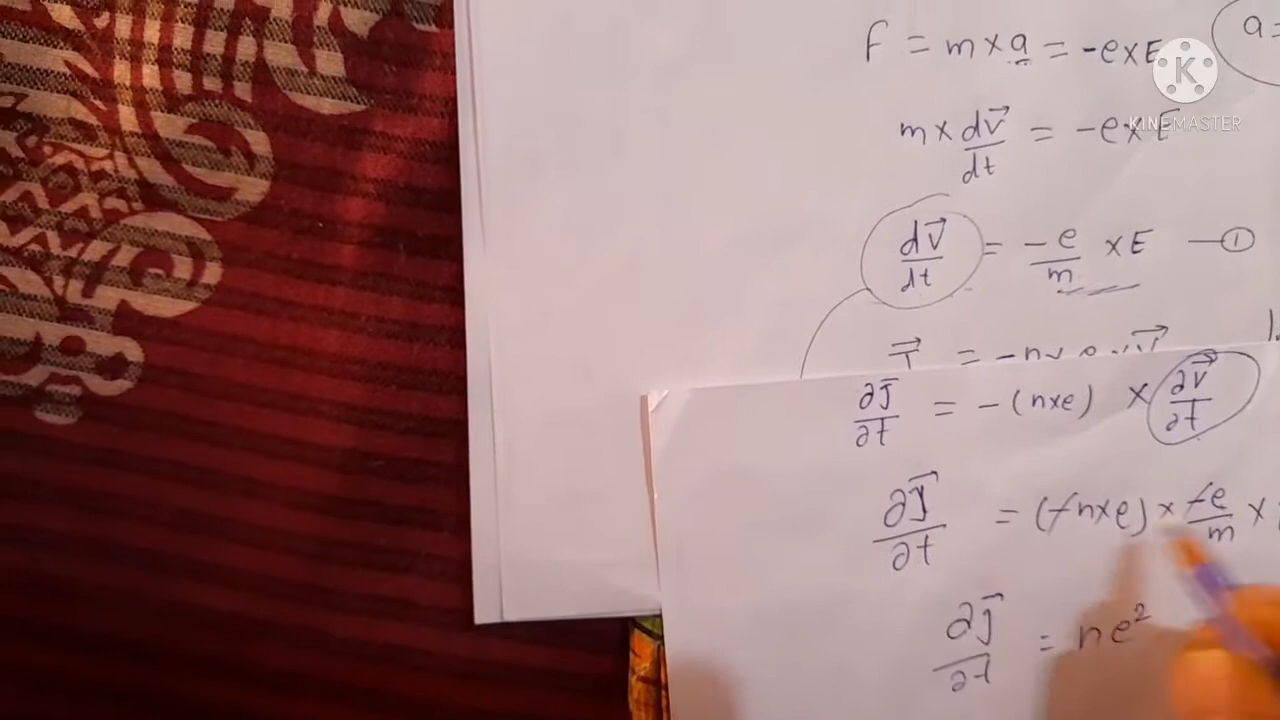 F = m × a = -e × E
a =
K
KINEMASTER
m × dv⃗/dt = -e × E
dv⃗/dt = -e/m × E —①
∂J⃗/∂t = -(n×e) × ∂v⃗/∂t
∂J⃗/∂t = (-n×e) × -e/m ×
∂J⃗/∂t = ne²